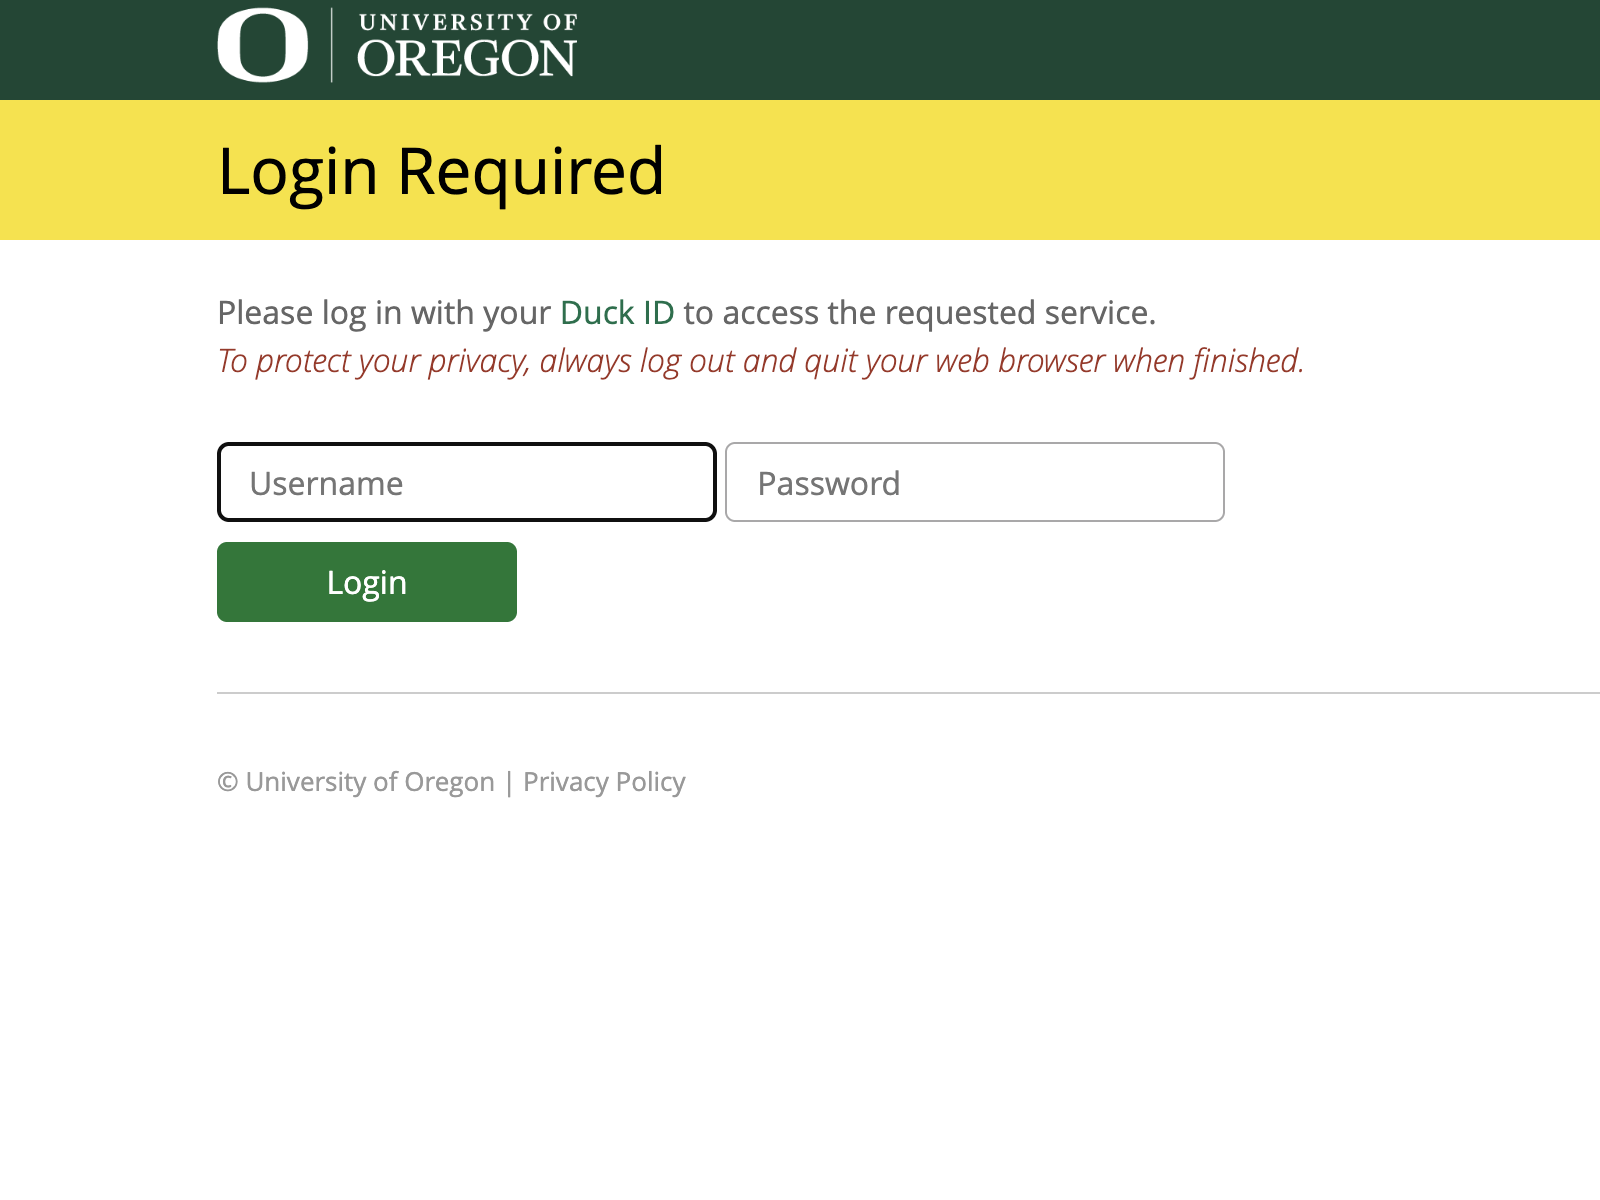 UNIVERSITY OF
OREGON
Login Required
Please log in with your Duck ID to access the requested service.
To protect your privacy, always log out and quit your web browser when finished.
Username
Password
Login
© University of Oregon | Privacy Policy